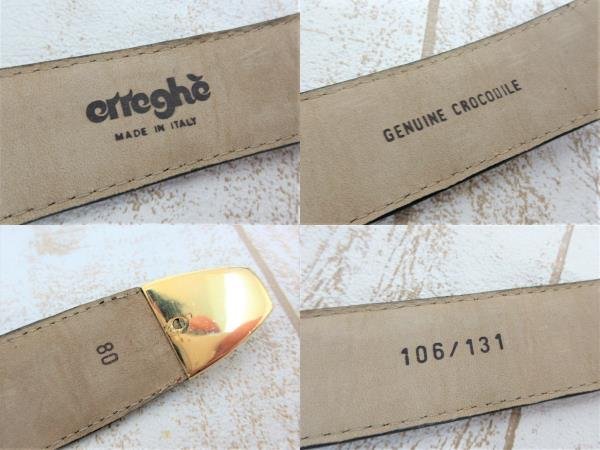 erreghè
MADE IN ITALY
GENUINE CROCODILE
80
106/131